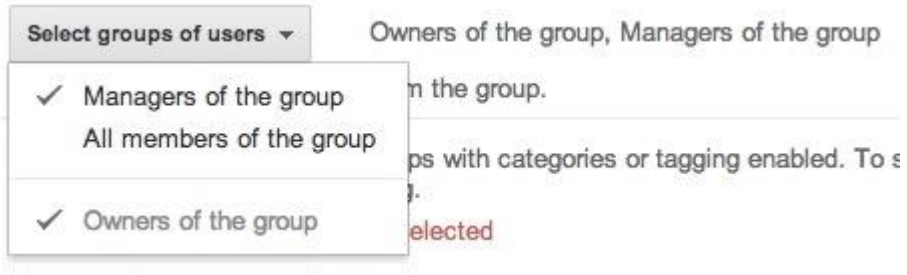 Select groups of users
Owners of the group, Managers of the group
Managers of the group
m the group.
All members of the group
ps with categories or tagging enabled. To s
g.
Owners of the group
elected